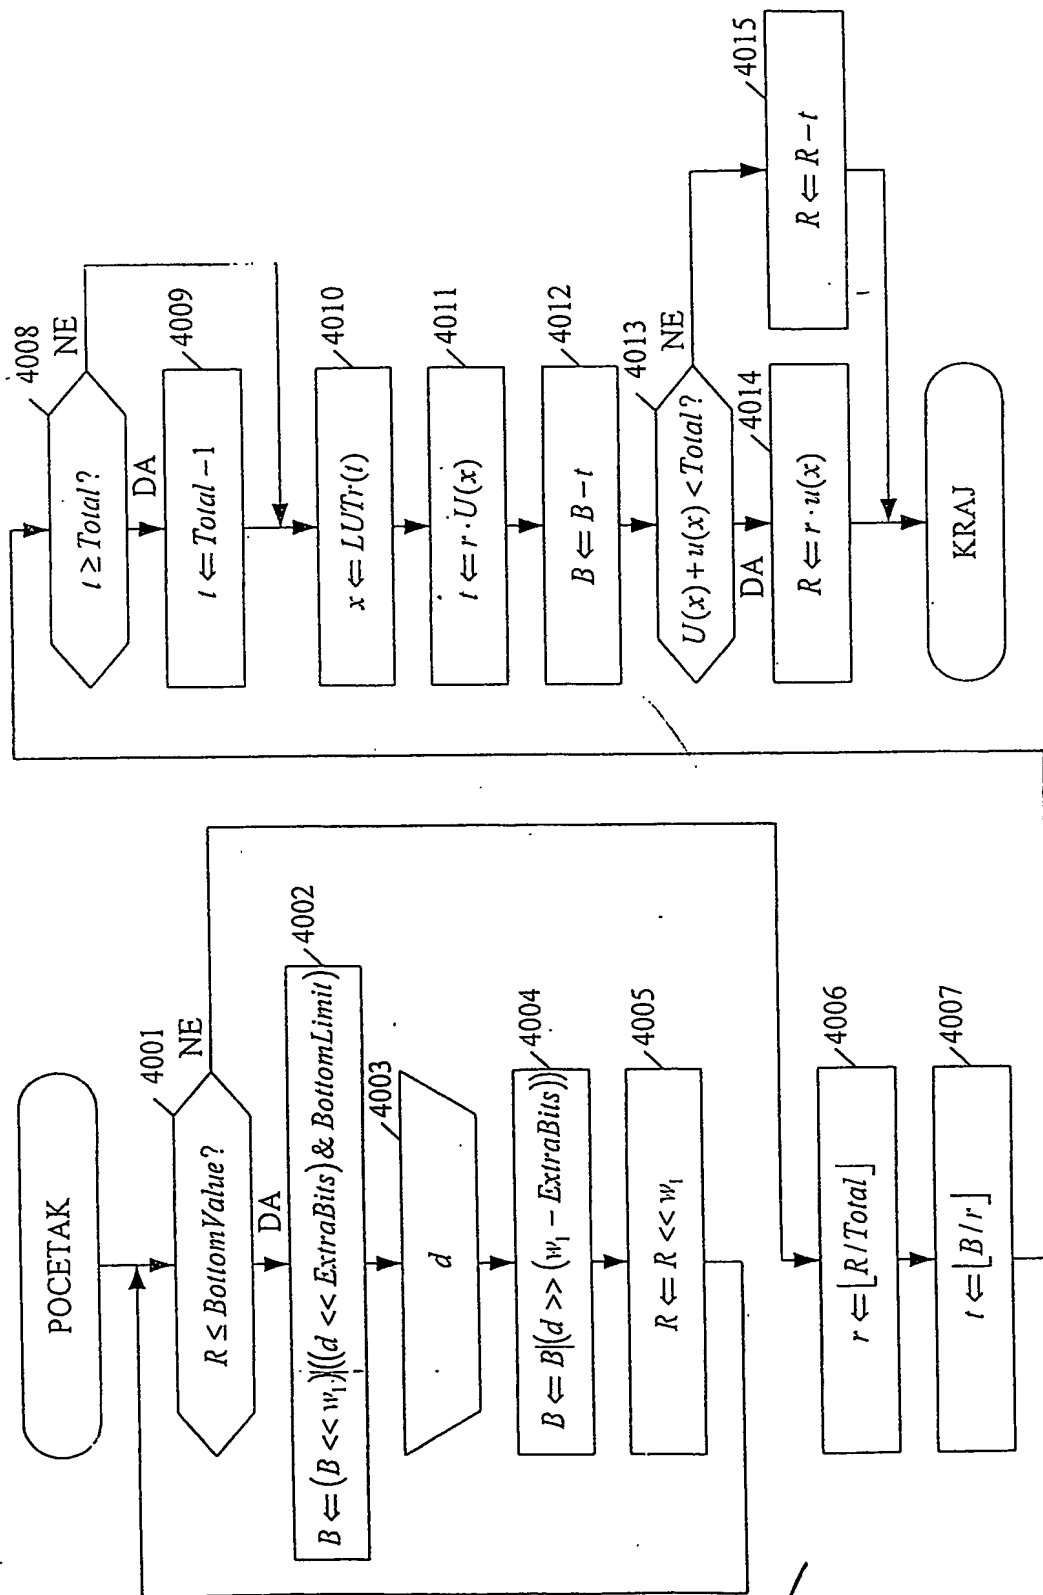 POCETAK
4001
R ≤ BottomValue?
NE
DA
4002
B ⇐ (B << w₁)|((d << ExtraBits) & BottomLimit)
4003
d
4004
B ⇐ B|(d >> (w₁ − ExtraBits))
4005
R ⇐ R << w₁
4006
r ⇐ ⌊R/Total⌋
4007
t ⇐ ⌊B/r⌋
4008
t ≥ Total?
NE
DA
4009
t ⇐ Total −1
4010
x ⇐ LUTr(t)
4011
t ⇐ r · U(x)
4012
B ⇐ B − t
4013
U(x) + u(x) < Total?
NE
DA
4014
R ⇐ r · u(x)
4015
R ⇐ R − t
KRAJ